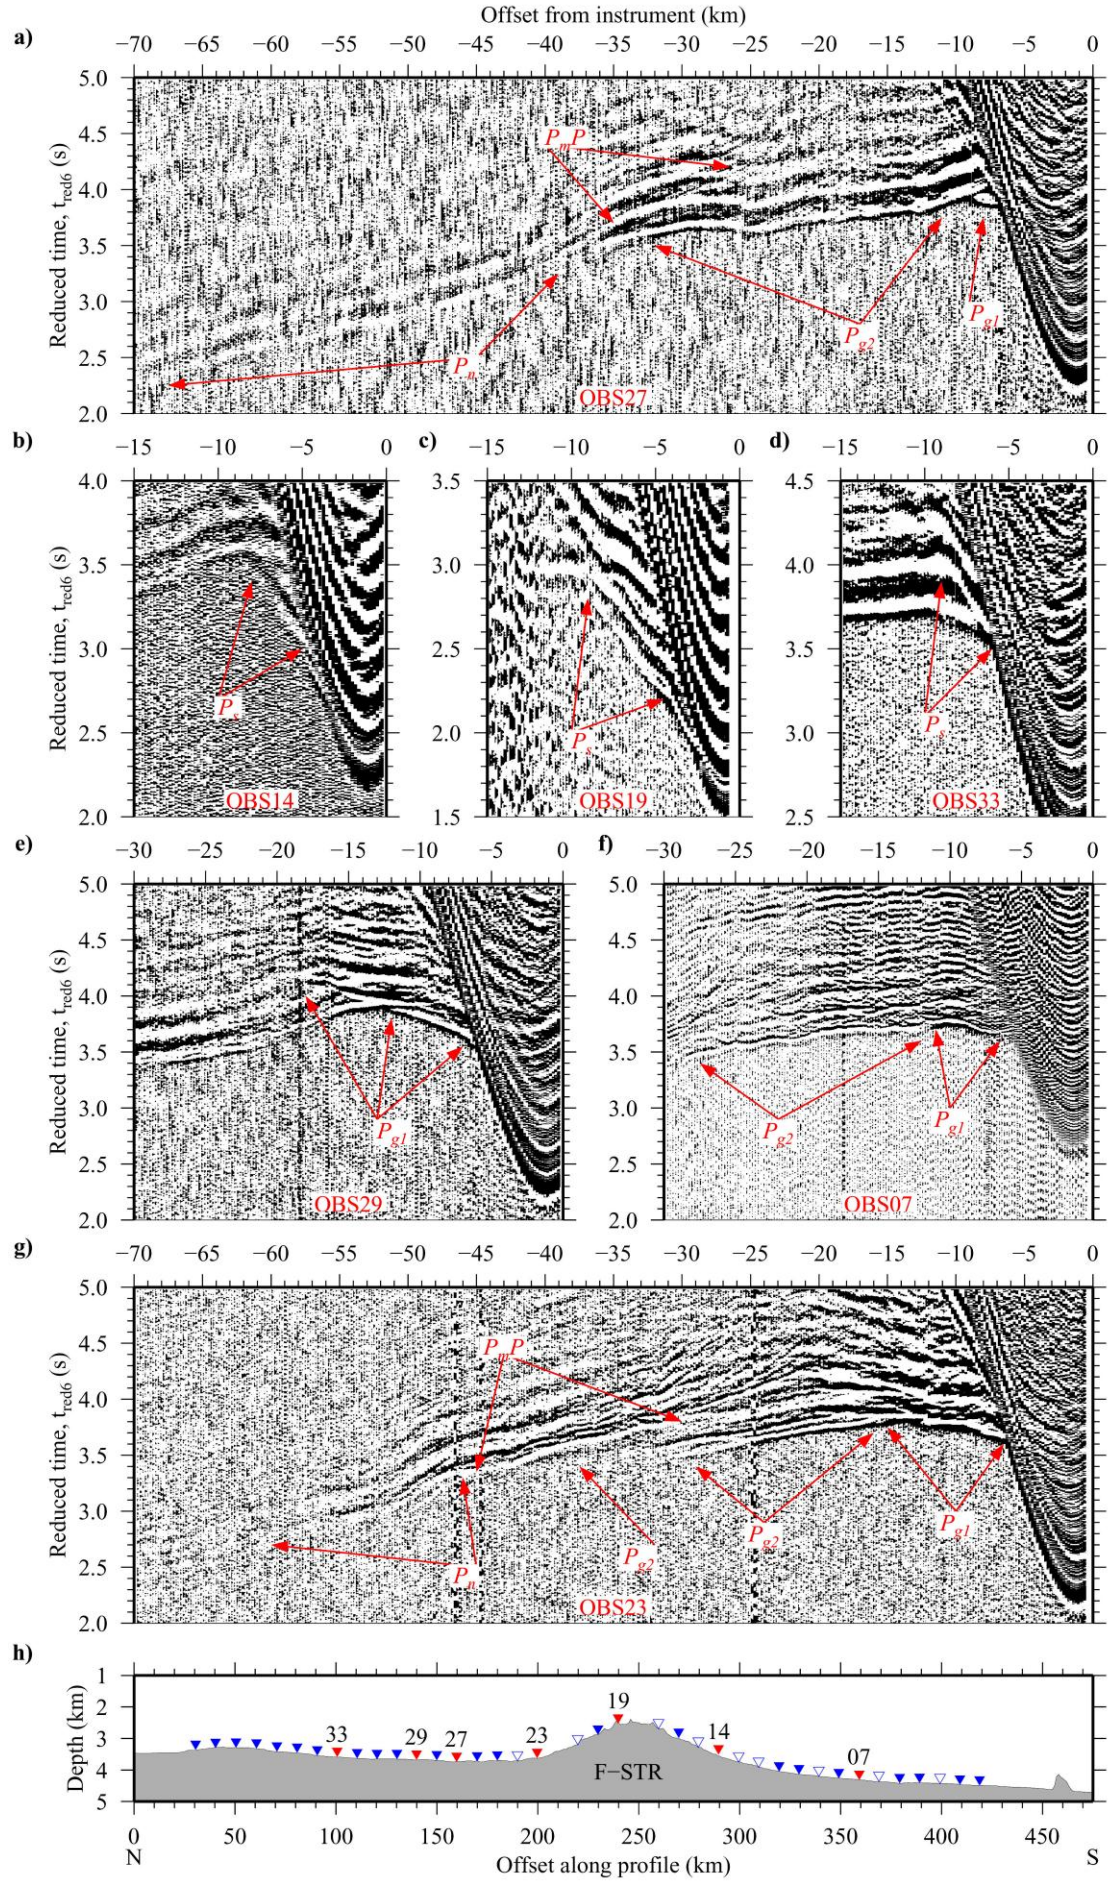 Offset from instrument (km)
a) −70 −65 −60 −55 −50 −45 −40 −35 −30 −25 −20 −15 −10 −5 0
Reduced time, t_red6 (s)
5.0
4.5
4.0
3.5
3.0
2.5
2.0
P_mP
P_n
P_g2
P_g1
OBS27
b) −15 −10 −5 0
Reduced time, t_red6 (s)
4.0
3.5
3.0
2.5
2.0
P_s
OBS14
c) −15 −10 −5 0
3.5
3.0
2.5
2.0
1.5
P_s
OBS19
d) −15 −10 −5 0
4.5
4.0
3.5
3.0
2.5
P_s
OBS33
e) −30 −25 −20 −15 −10 −5 0
Reduced time, t_red6 (s)
5.0
4.5
4.0
3.5
3.0
2.5
2.0
P_g1
OBS29
f) −30 −25 −20 −15 −10 −5 0
5.0
4.5
4.0
3.5
3.0
2.5
2.0
P_g2
P_g1
OBS07
g) −70 −65 −60 −55 −50 −45 −40 −35 −30 −25 −20 −15 −10 −5 0
Reduced time, t_red6 (s)
5.0
4.5
4.0
3.5
3.0
2.5
2.0
P_mP
P_n
P_g2
P_g2
P_g1
OBS23
h)
Depth (km)
1
2
3
4
5
33 29 27 23 19 14 07
F−STR
0 50 100 150 200 250 300 350 400 450
N Offset along profile (km) S